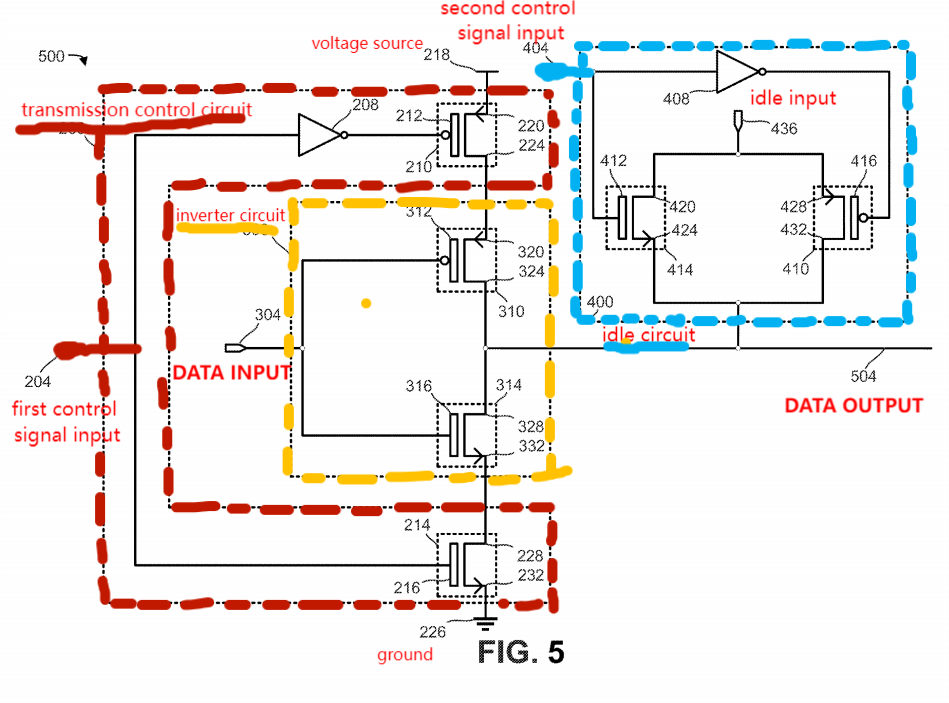 second control
signal input
voltage source
500
218
404
transmission control circuit
208
212
220
224
210
408
idle input
436
412
416
420
428
424
432
414
410
400
inverter circuit
312
320
324
310
idle circuit
304
204
DATA INPUT
504
DATA OUTPUT
first control
signal input
316
314
328
332
214
228
232
216
226
ground
FIG. 5